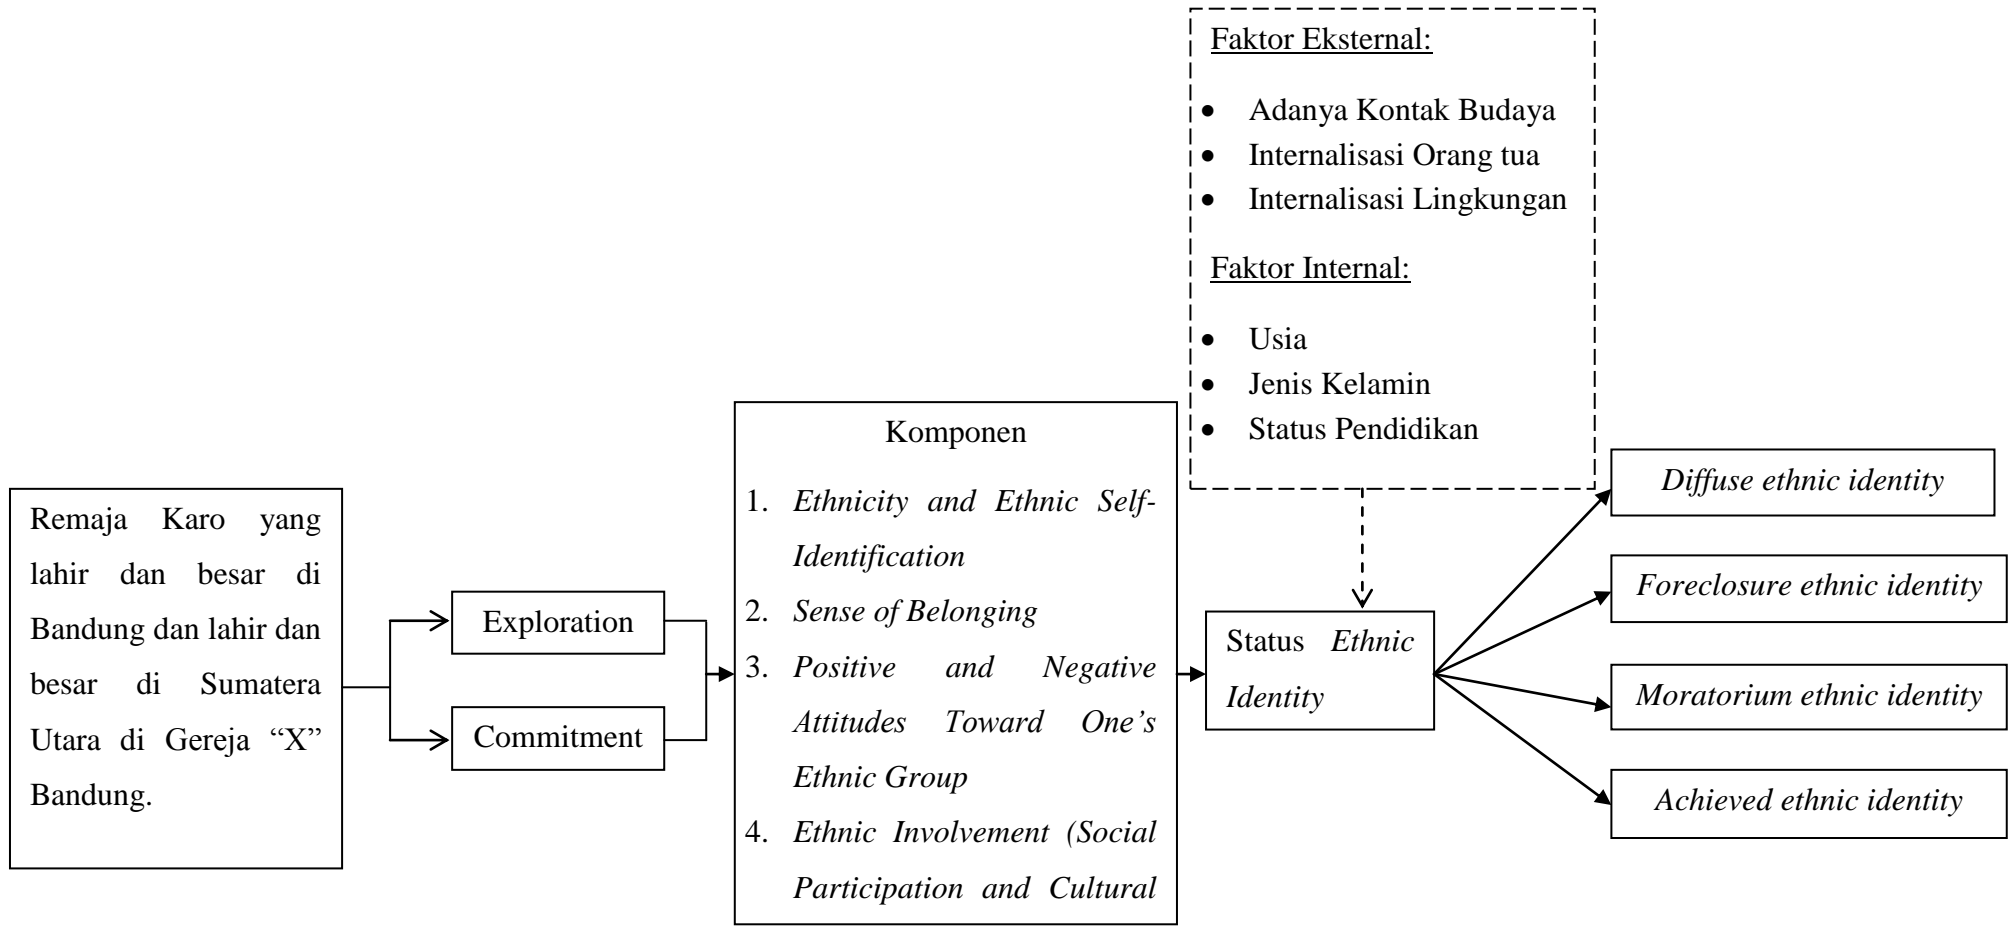 Faktor Eksternal:
• Adanya Kontak Budaya
• Internalisasi Orang tua
• Internalisasi Lingkungan
Faktor Internal:
• Usia
• Jenis Kelamin
• Status Pendidikan
Remaja Karo yang
lahir dan besar di
Bandung dan lahir dan
besar di Sumatera
Utara di Gereja “X”
Bandung.
Exploration
Commitment
Komponen
1. Ethnicity and Ethnic Self-
Identification
2. Sense of Belonging
3. Positive and Negative
Attitudes Toward One’s
Ethnic Group
4. Ethnic Involvement (Social
Participation and Cultural
Status Ethnic
Identity
Diffuse ethnic identity
Foreclosure ethnic identity
Moratorium ethnic identity
Achieved ethnic identity